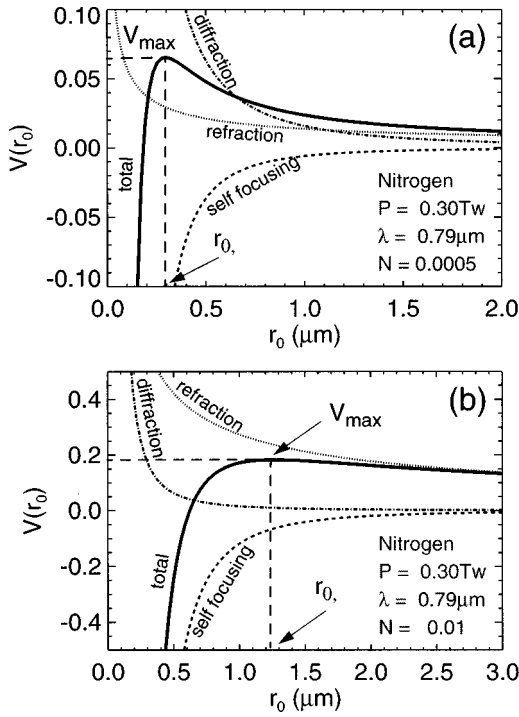 0.10
0.05
0.00
-0.05
-0.10
V(r₀)
Vmax
diffraction
(a)
refraction
total
self focusing
r₀,
Nitrogen
P = 0.30Tw
λ = 0.79μm
N = 0.0005
0.0 0.5 1.0 1.5 2.0
r₀ (μm)
0.4
0.2
0.0
-0.2
-0.4
V(r₀)
diffraction
refraction
(b)
Vmax
total
self focusing
r₀,
Nitrogen
P = 0.30Tw
λ = 0.79μm
N = 0.01
0.0 0.5 1.0 1.5 2.0 2.5 3.0
r₀ (μm)